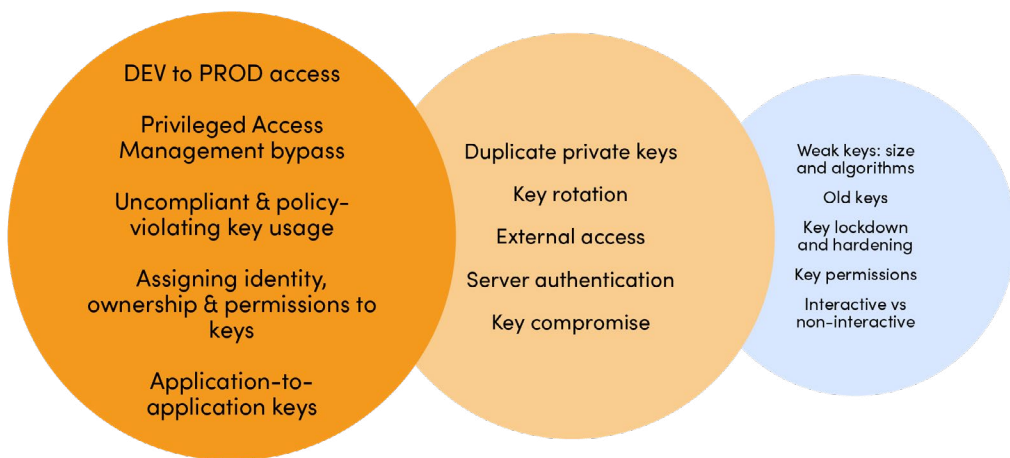 DEV to PROD access
Privileged Access
Management bypass
Uncompliant & policy-
violating key usage
Assigning identity,
ownership & permissions to
keys
Application-to-
application keys
Duplicate private keys
Key rotation
External access
Server authentication
Key compromise
Weak keys: size
and algorithms
Old keys
Key lockdown
and hardening
Key permissions
Interactive vs
non-interactive